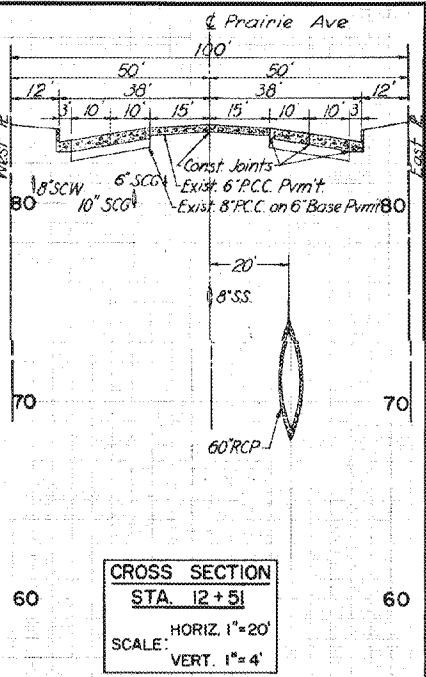 ℄ Prairie Ave
100'
50' 50'
12' 38' 38' 12'
3' 10' 10' 15' 15' 10' 10' 3'
West ⅊
East ⅊
Const. Joints
6" SCG
Exist. 6" P.C.C. Pvm't.
8" SCW
10" SCG
Exist. 8" P.C.C. on 6" Base Pvm't
80 80
20'
8" S.S.
70 70
60" RCP
60 60
CROSS SECTION
STA. 12+51
SCALE: HORIZ. 1"=20'
VERT. 1"=4'